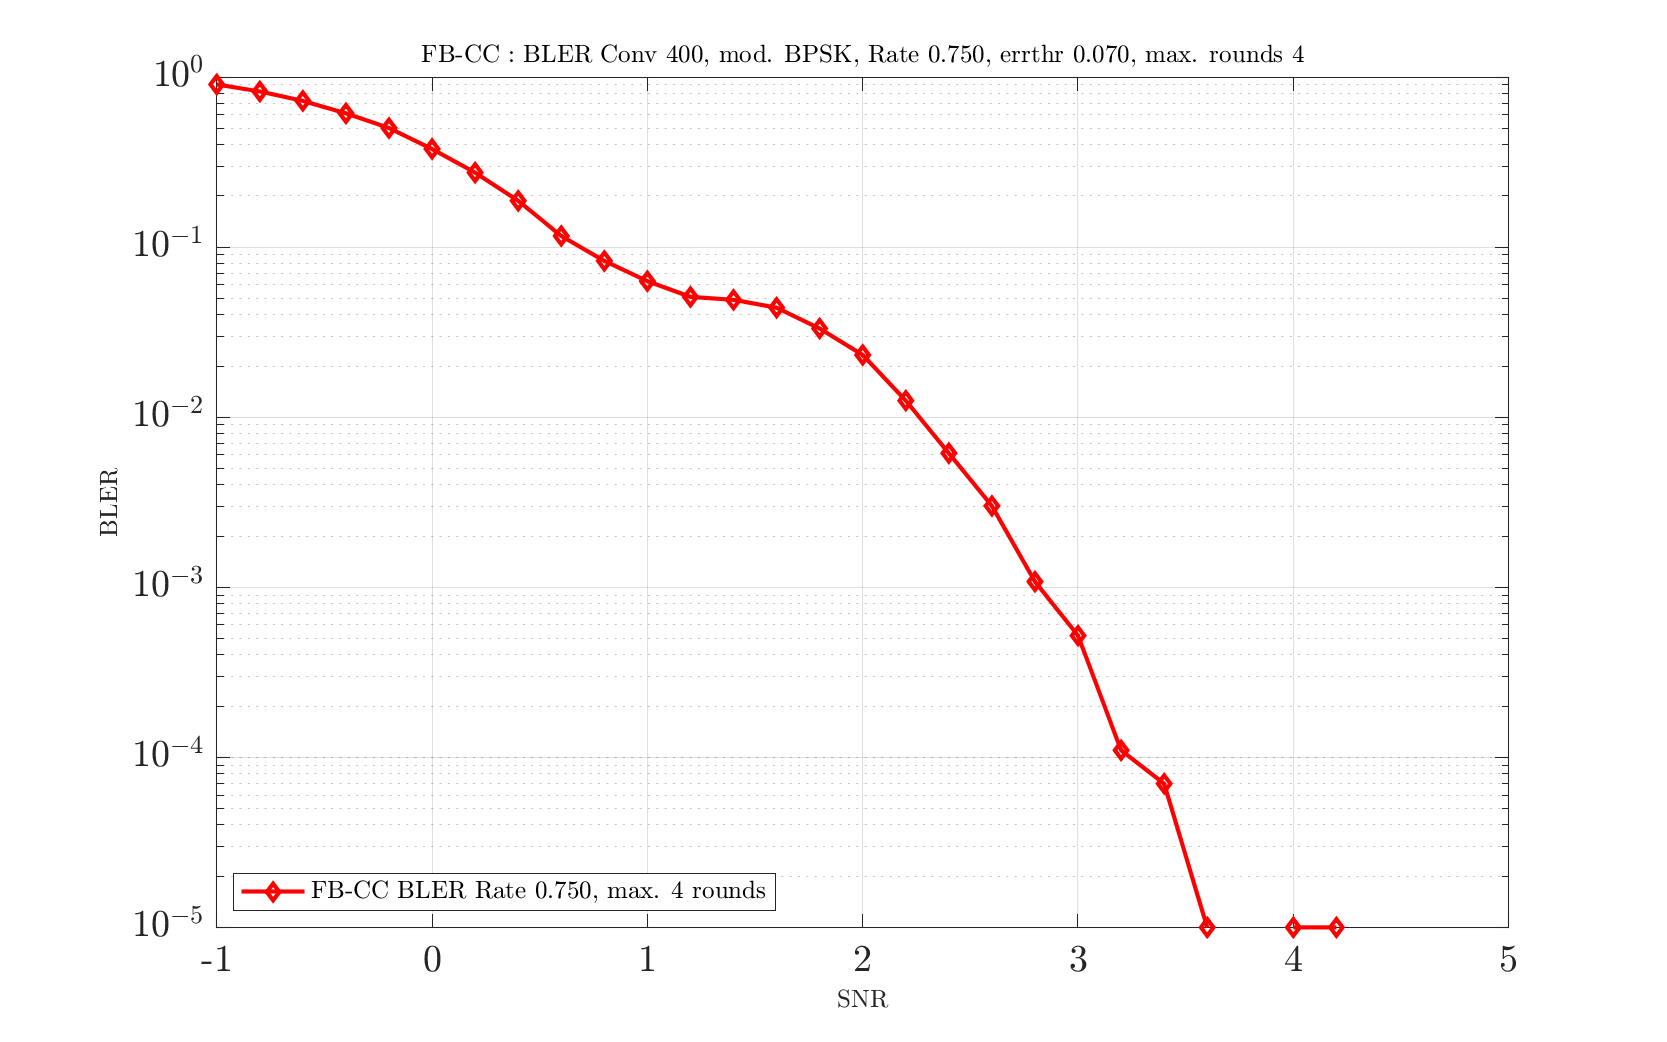 FB-CC : BLER Conv 400, mod. BPSK, Rate 0.750, errthr 0.070, max. rounds 4
10^0
10^{-1}
10^{-2}
10^{-3}
10^{-4}
10^{-5}
BLER
FB-CC BLER Rate 0.750, max. 4 rounds
-1 0 1 2 3 4 5
SNR